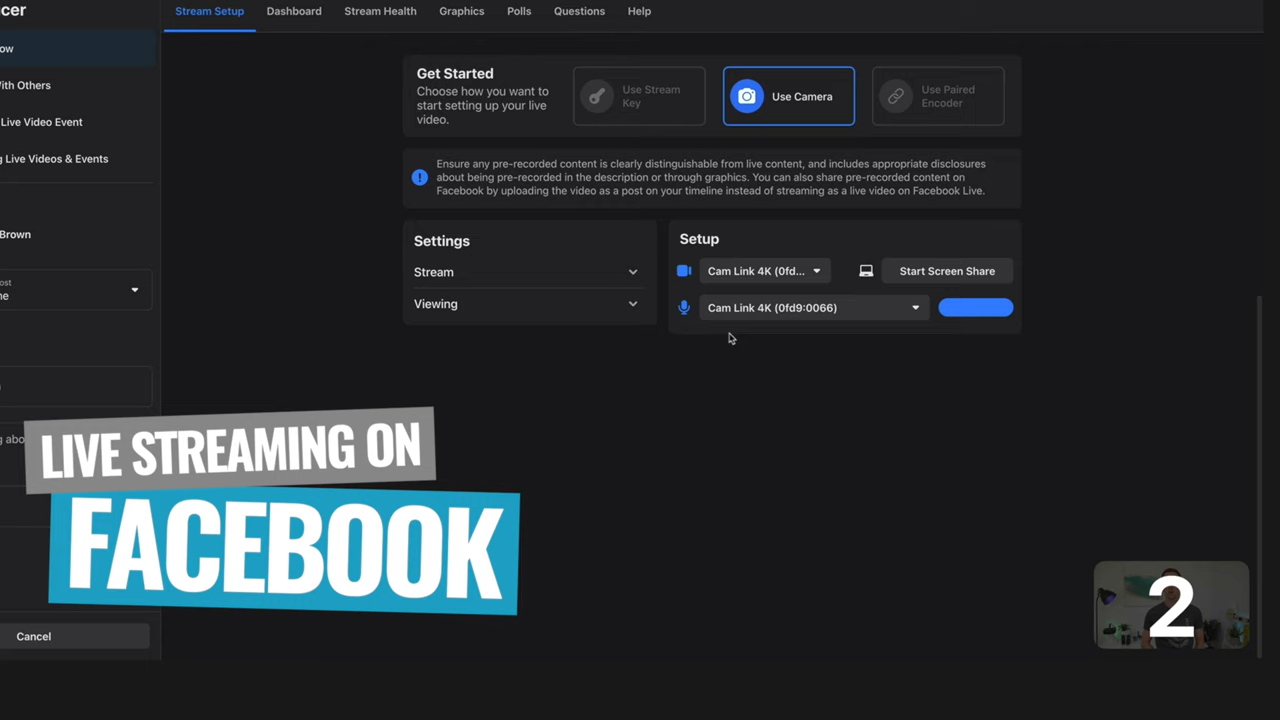 cer
Stream Setup
Dashboard
Stream Health
Graphics
Polls
Questions
Help
ow
With Others
Live Video Event
g Live Videos & Events
Brown
ost
ne
g abo
Cancel
Get Started
Choose how you want to
start setting up your live
video.
Use Stream
Key
Use Camera
Use Paired
Encoder
Ensure any pre-recorded content is clearly distinguishable from live content, and includes appropriate disclosures
about being pre-recorded in the description or through graphics. You can also share pre-recorded content on
Facebook by uploading the video as a post on your timeline instead of streaming as a live video on Facebook Live.
Settings
Stream
Viewing
Setup
Cam Link 4K (0fd...
Start Screen Share
Cam Link 4K (0fd9:0066)
LIVE STREAMING ON
FACEBOOK
2